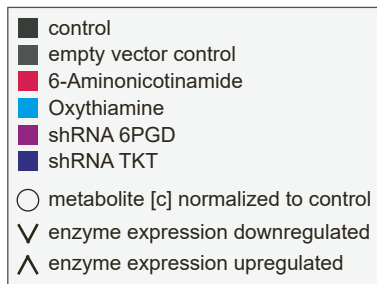 control
empty vector control
6-Aminonicotinamide
Oxythiamine
shRNA 6PGD
shRNA TKT
metabolite [c] normalized to control
enzyme expression downregulated
enzyme expression upregulated